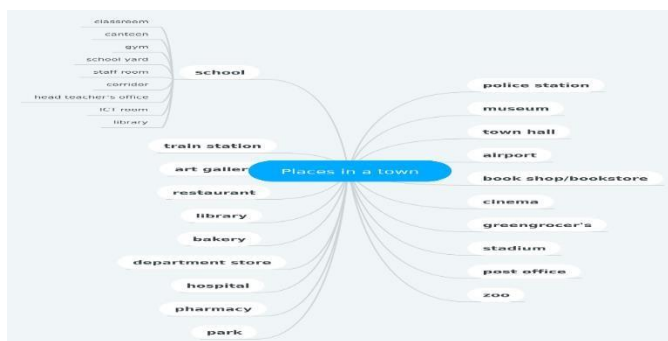 classroom
canteen
gym
school yard
staff room
corridor
head teacher's office
ICT room
library
school
train station
art galler
restaurant
library
bakery
department store
hospital
pharmacy
park
Places in a town
police station
museum
town hall
airport
book shop/bookstore
cinema
greengrocer's
stadium
post office
zoo